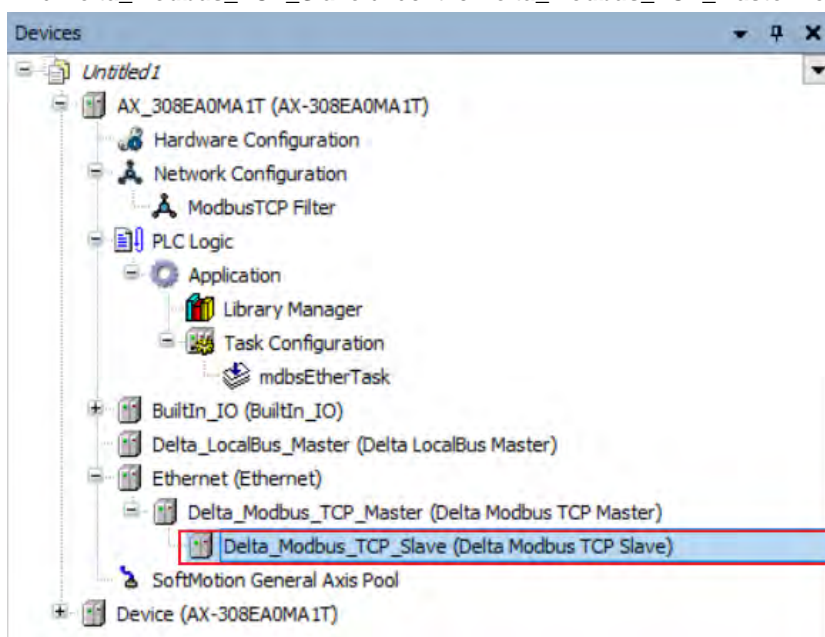 Devices
Untitled1
AX_308EA0MA1T (AX-308EA0MA1T)
Hardware Configuration
Network Configuration
ModbusTCP Filter
PLC Logic
Application
Library Manager
Task Configuration
mdbsEtherTask
BuiltIn_IO (BuiltIn_IO)
Delta_LocalBus_Master (Delta LocalBus Master)
Ethernet (Ethernet)
Delta_Modbus_TCP_Master (Delta Modbus TCP Master)
Delta_Modbus_TCP_Slave (Delta Modbus TCP Slave)
SoftMotion General Axis Pool
Device (AX-308EA0MA1T)